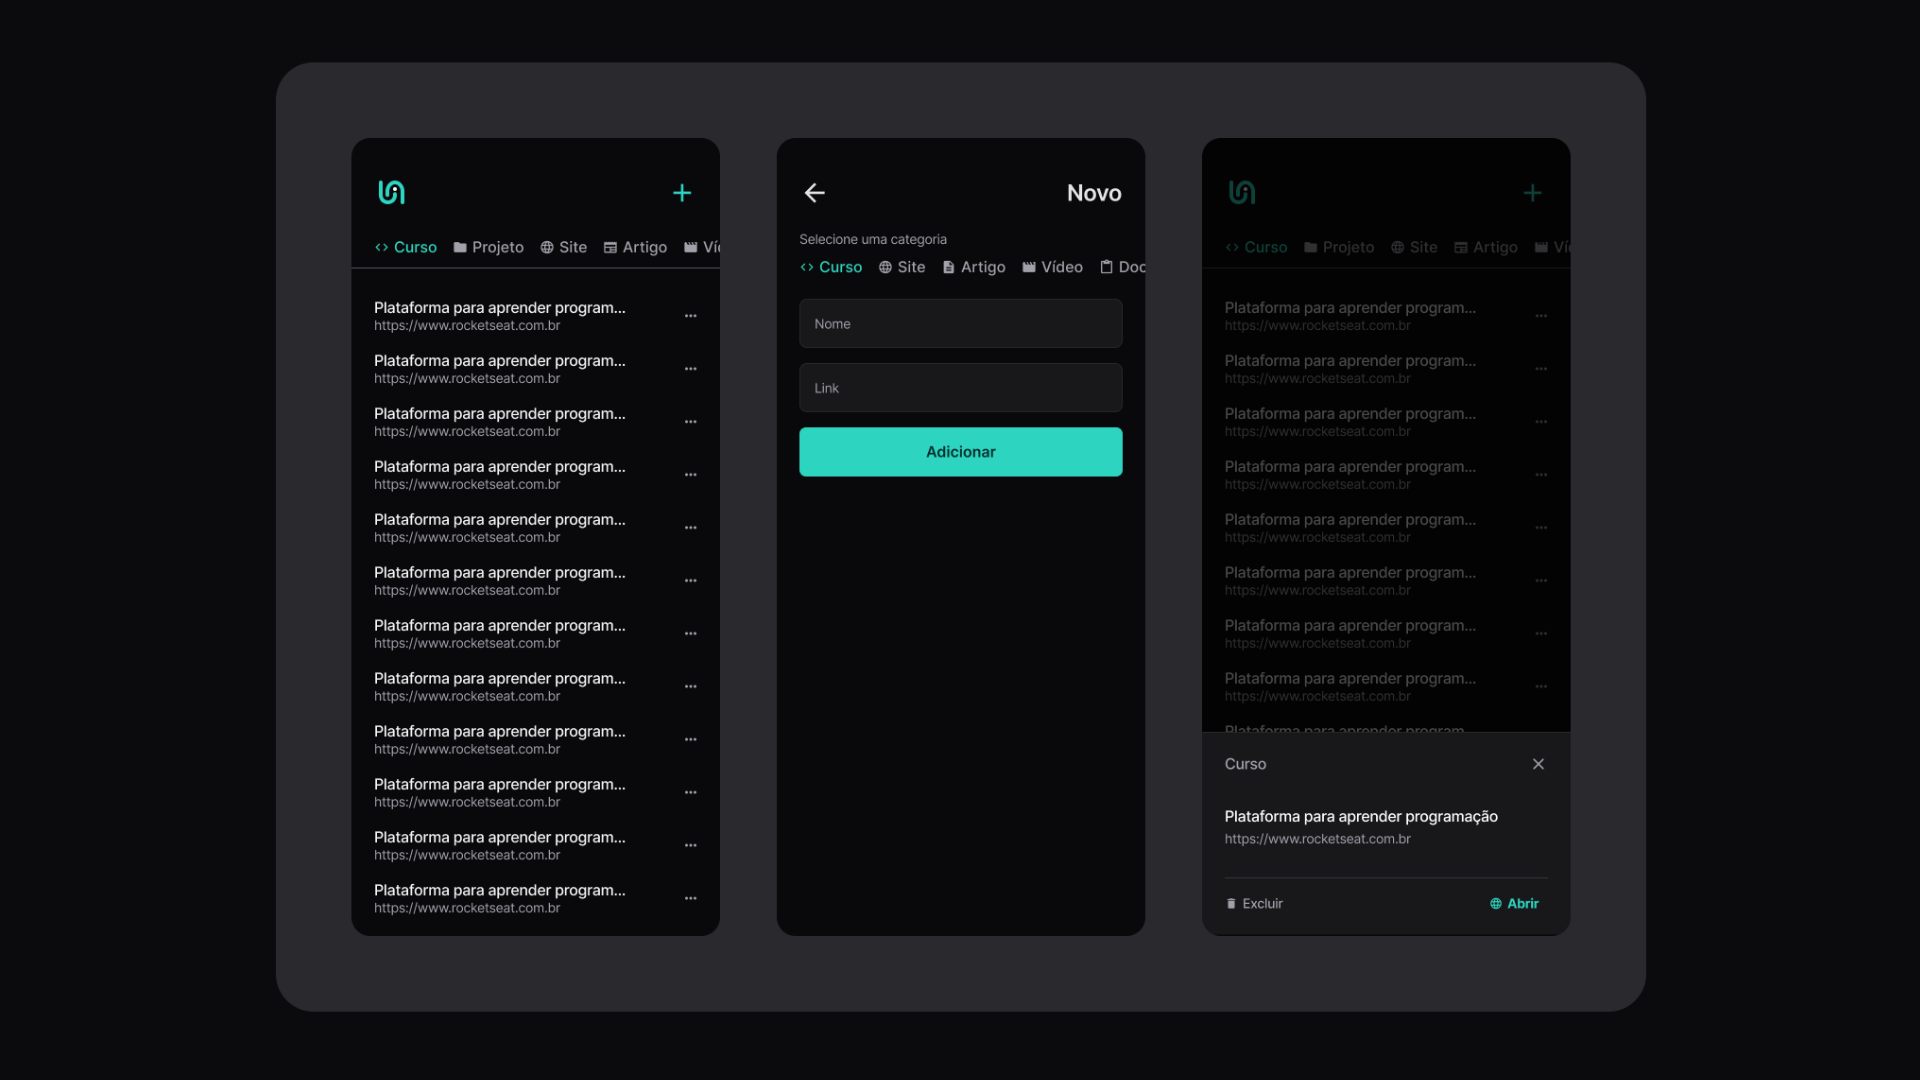 Curso Projeto Site Artigo Ví
Plataforma para aprender program...
https://www.rocketseat.com.br
Plataforma para aprender program...
https://www.rocketseat.com.br
Plataforma para aprender program...
https://www.rocketseat.com.br
Plataforma para aprender program...
https://www.rocketseat.com.br
Plataforma para aprender program...
https://www.rocketseat.com.br
Plataforma para aprender program...
https://www.rocketseat.com.br
Plataforma para aprender program...
https://www.rocketseat.com.br
Plataforma para aprender program...
https://www.rocketseat.com.br
Plataforma para aprender program...
https://www.rocketseat.com.br
Plataforma para aprender program...
https://www.rocketseat.com.br
Plataforma para aprender program...
https://www.rocketseat.com.br
Plataforma para aprender program...
https://www.rocketseat.com.br
Novo
Selecione uma categoria
Curso Site Artigo Vídeo Doc
Nome
Link
Adicionar
Curso Projeto Site Artigo Ví
Plataforma para aprender program...
https://www.rocketseat.com.br
Plataforma para aprender program...
https://www.rocketseat.com.br
Plataforma para aprender program...
https://www.rocketseat.com.br
Plataforma para aprender program...
https://www.rocketseat.com.br
Plataforma para aprender program...
https://www.rocketseat.com.br
Plataforma para aprender program...
https://www.rocketseat.com.br
Plataforma para aprender program...
https://www.rocketseat.com.br
Plataforma para aprender program...
https://www.rocketseat.com.br
Plataforma para aprender program...
Curso
Plataforma para aprender programação
https://www.rocketseat.com.br
Excluir
Abrir